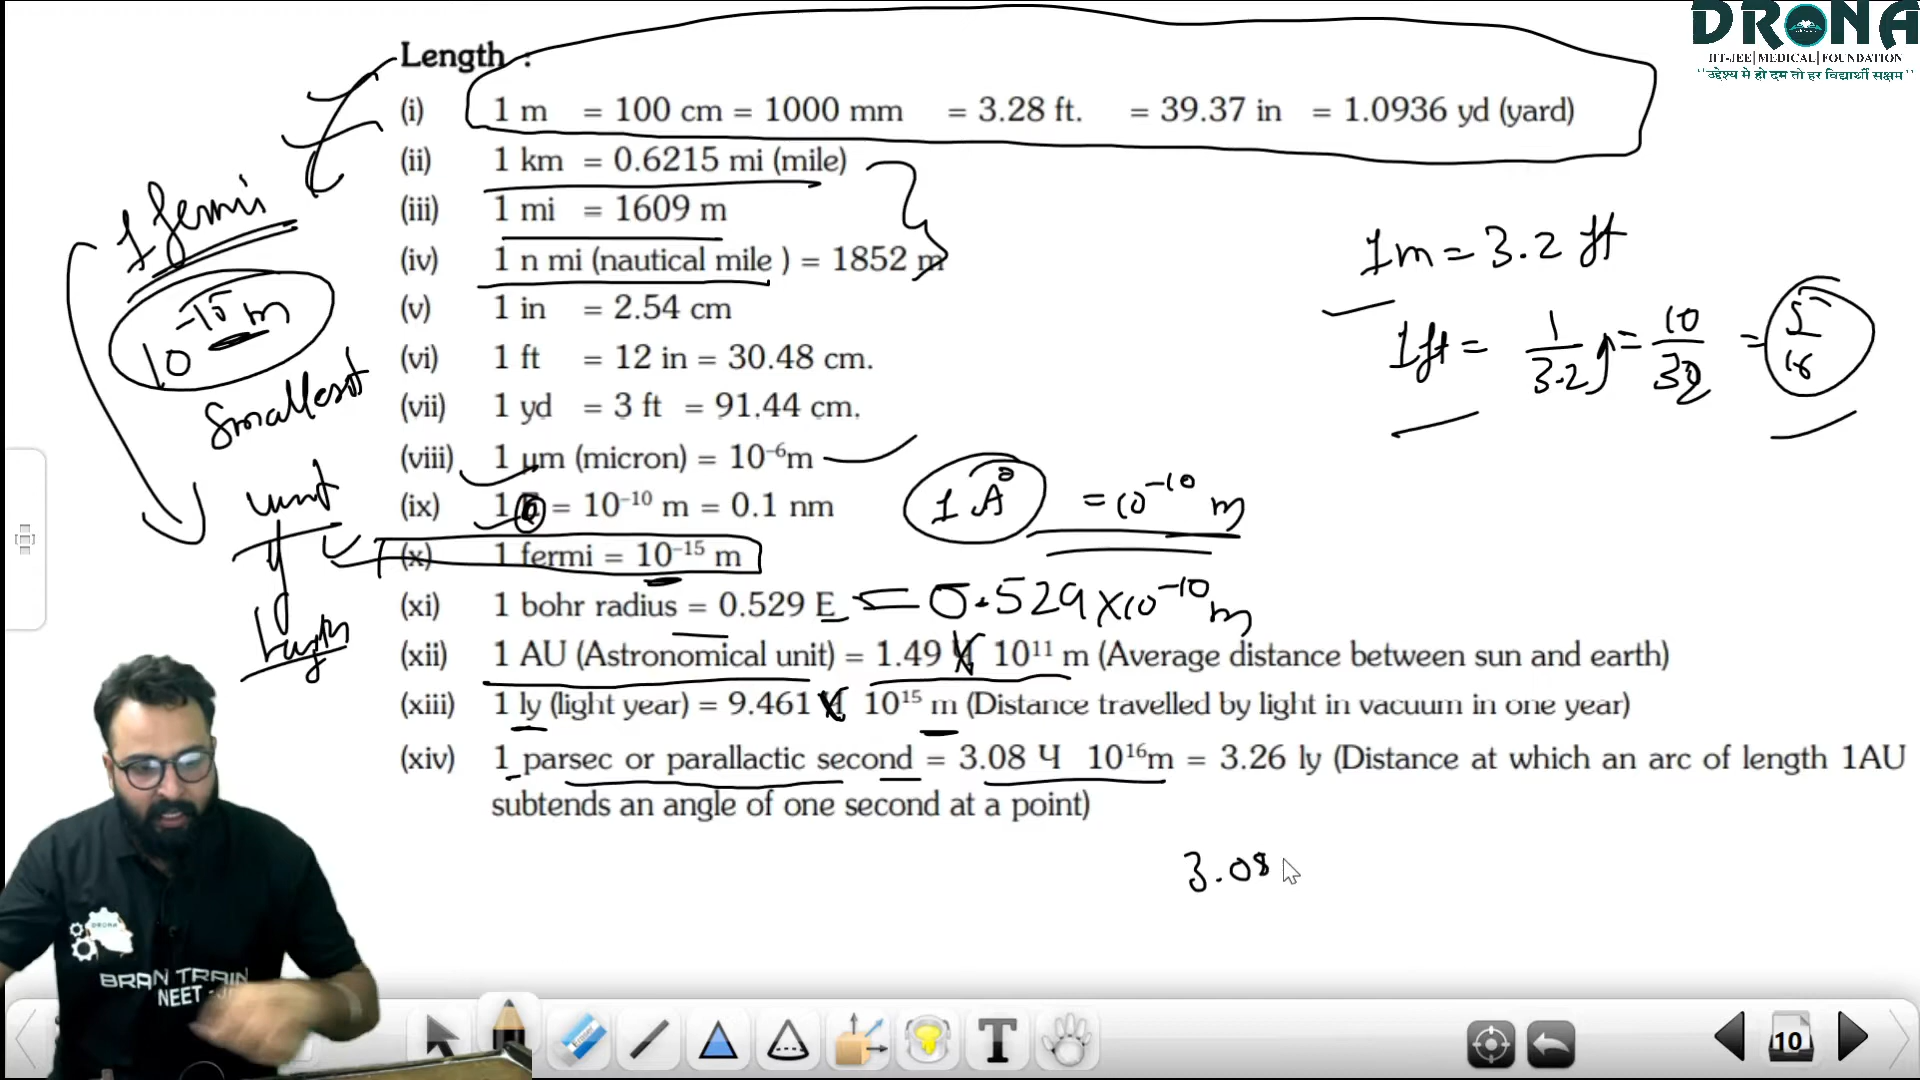 DRONA
IIT-JEE|MEDICAL|FOUNDATION
"उद्देश्य मे हो दम तो हर विद्यार्थी सक्षम"
Length :
(i) 1 m = 100 cm = 1000 mm = 3.28 ft. = 39.37 in = 1.0936 yd (yard)
(ii) 1 km = 0.6215 mi (mile)
(iii) 1 mi = 1609 m
(iv) 1 n mi (nautical mile ) = 1852 m
(v) 1 in = 2.54 cm
(vi) 1 ft = 12 in = 30.48 cm.
(vii) 1 yd = 3 ft = 91.44 cm.
(viii) 1 μm (micron) = 10⁻⁶m
(ix) 1 = 10⁻¹⁰ m = 0.1 nm
(x) 1 fermi = 10⁻¹⁵ m
(xi) 1 bohr radius = 0.529 E = 0.529 × 10⁻¹⁰ m
(xii) 1 AU (Astronomical unit) = 1.49 × 10¹¹ m (Average distance between sun and earth)
(xiii) 1 ly (light year) = 9.461 × 10¹⁵ m (Distance travelled by light in vacuum in one year)
(xiv) 1 parsec or parallactic second = 3.08 Ч 10¹⁶m = 3.26 ly (Distance at which an arc of length 1AU
subtends an angle of one second at a point)
1 fermi
10⁻¹⁵ m
Smallest
unit
of
Length
1m = 3.2 ft
1ft = 1/3.2 = 10/32 = 5/16
1 A° = 10⁻¹⁰ m
3.08
DRONA
BRAN TRAIN
NEET
T
10